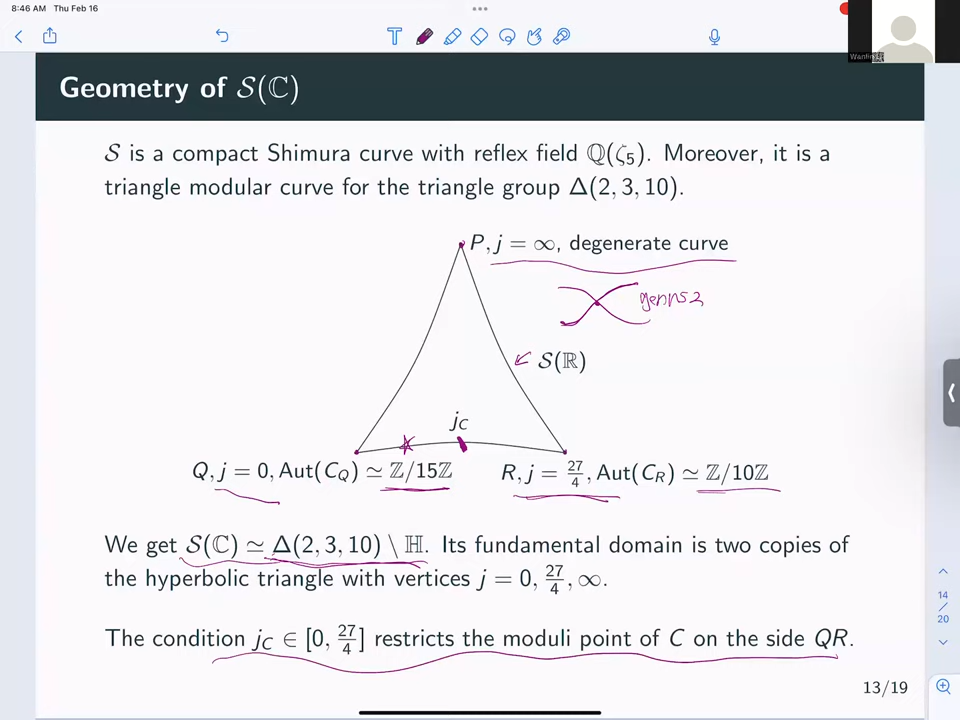 8:46 AM Thu Feb 16
Geometry of 𝒮(ℂ)
𝒮 is a compact Shimura curve with reflex field ℚ(ζ₅). Moreover, it is a
triangle modular curve for the triangle group Δ(2, 3, 10).
P, j = ∞, degenerate curve
genus 2
𝒮(ℝ)
j_C
Q, j = 0, Aut(C_Q) ≃ ℤ/15ℤ
R, j = 27/4, Aut(C_R) ≃ ℤ/10ℤ
We get 𝒮(ℂ) ≃ Δ(2, 3, 10) \ ℍ. Its fundamental domain is two copies of
the hyperbolic triangle with vertices j = 0, 27/4, ∞.
The condition j_C ∈ [0, 27/4] restricts the moduli point of C on the side QR.
13/19
14
/
20